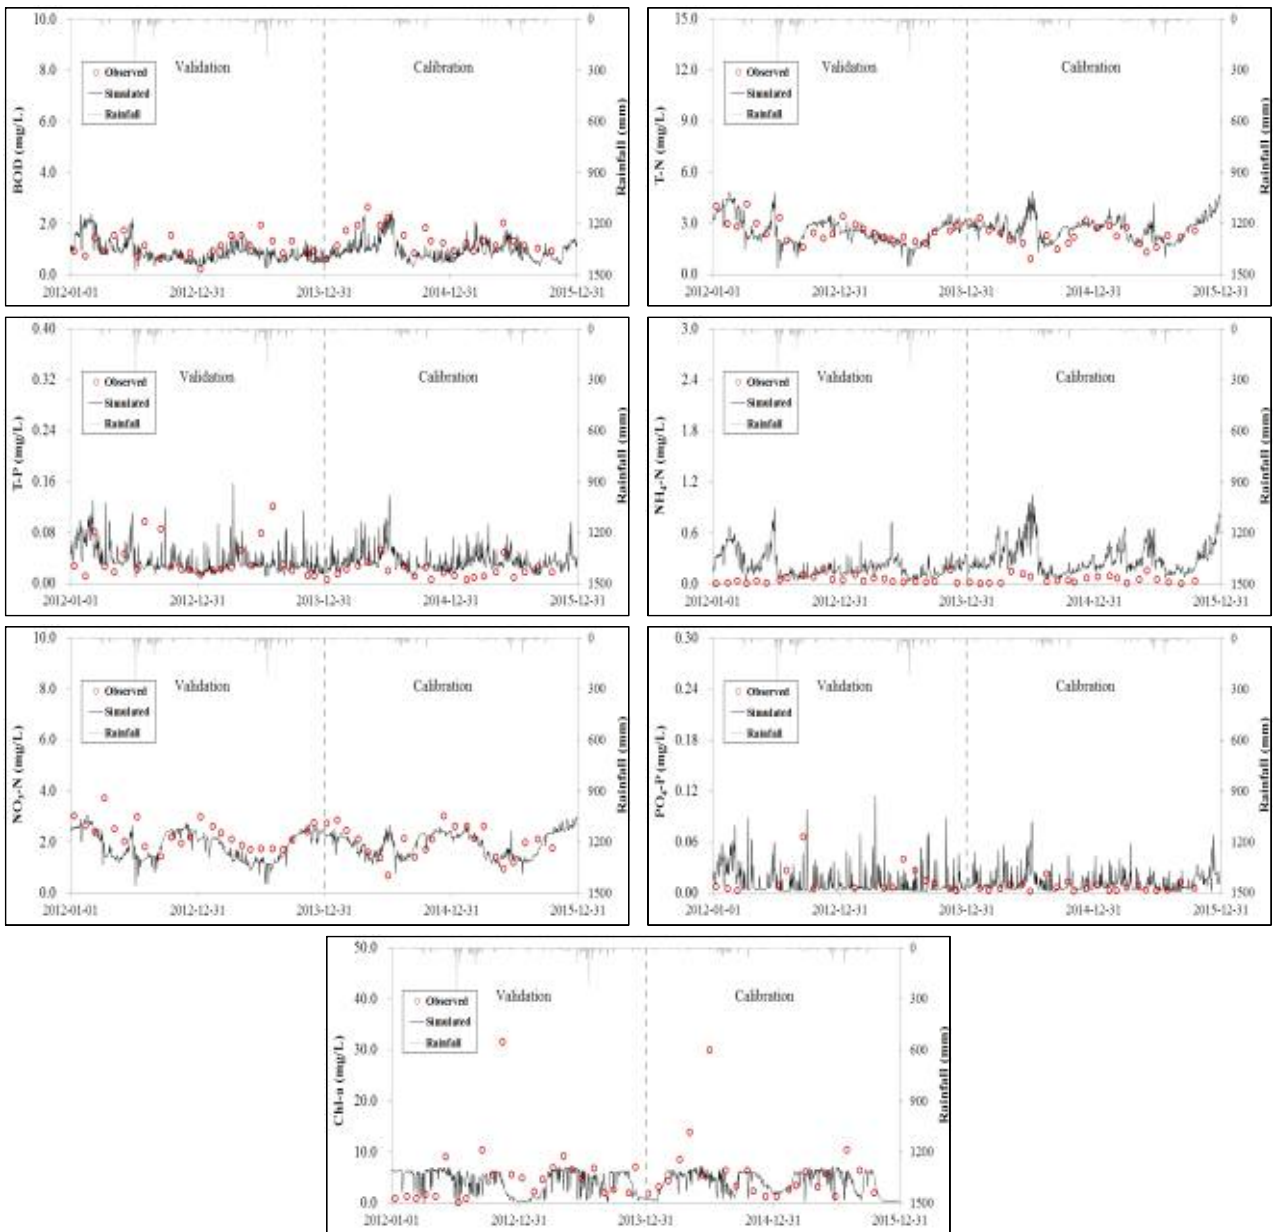 10.0
8.0
6.0
4.0
2.0
0.0
BOD (mg/L)
Observed
Simulated
Rainfall
Validation
Calibration
0
300
600
900
1200
1500
Rainfall (mm)
2012-01-01
2012-12-31
2013-12-31
2014-12-31
2015-12-31
15.0
12.0
9.0
6.0
3.0
0.0
T-N (mg/L)
Observed
Simulated
Rainfall
Validation
Calibration
0
300
600
900
1200
1500
Rainfall (mm)
2012-01-01
2012-12-31
2013-12-31
2014-12-31
2015-12-31
0.40
0.32
0.24
0.16
0.08
0.00
T-P (mg/L)
Observed
Simulated
Rainfall
Validation
Calibration
0
300
600
900
1200
1500
Rainfall (mm)
2012-01-01
2012-12-31
2013-12-31
2014-12-31
2015-12-31
3.0
2.4
1.8
1.2
0.6
0.0
NH₄-N (mg/L)
Observed
Simulated
Rainfall
Validation
Calibration
0
300
600
900
1200
1500
Rainfall (mm)
2012-01-01
2012-12-31
2013-12-31
2014-12-31
2015-12-31
10.0
8.0
6.0
4.0
2.0
0.0
NO₃-N (mg/L)
Observed
Simulated
Rainfall
Validation
Calibration
0
300
600
900
1200
1500
Rainfall (mm)
2012-01-01
2012-12-31
2013-12-31
2014-12-31
2015-12-31
0.30
0.24
0.18
0.12
0.06
0.00
PO₄-P (mg/L)
Observed
Simulated
Rainfall
Validation
Calibration
0
300
600
900
1200
1500
Rainfall (mm)
2012-01-01
2012-12-31
2013-12-31
2014-12-31
2015-12-31
50.0
40.0
30.0
20.0
10.0
0.0
Chl-a (mg/L)
Observed
Simulated
Rainfall
Validation
Calibration
0
300
600
900
1200
1500
Rainfall (mm)
2012-01-01
2012-12-31
2013-12-31
2014-12-31
2015-12-31